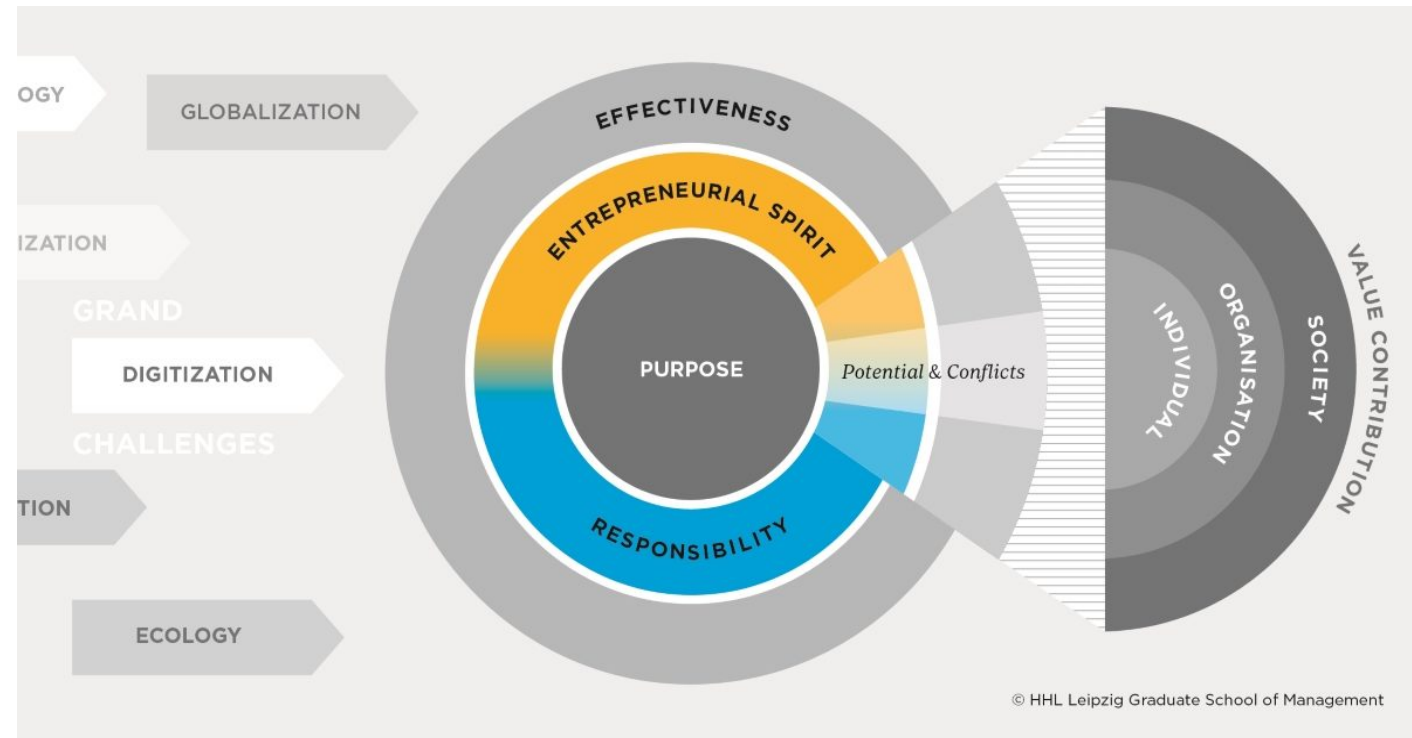 OGY
GLOBALIZATION
IZATION
GRAND
DIGITIZATION
CHALLENGES
TION
ECOLOGY
EFFECTIVENESS
ENTREPRENEURIAL SPIRIT
PURPOSE
Potential & Conflicts
RESPONSIBILITY
INDIVIDUAL
ORGANISATION
SOCIETY
VALUE CONTRIBUTION
© HHL Leipzig Graduate School of Management